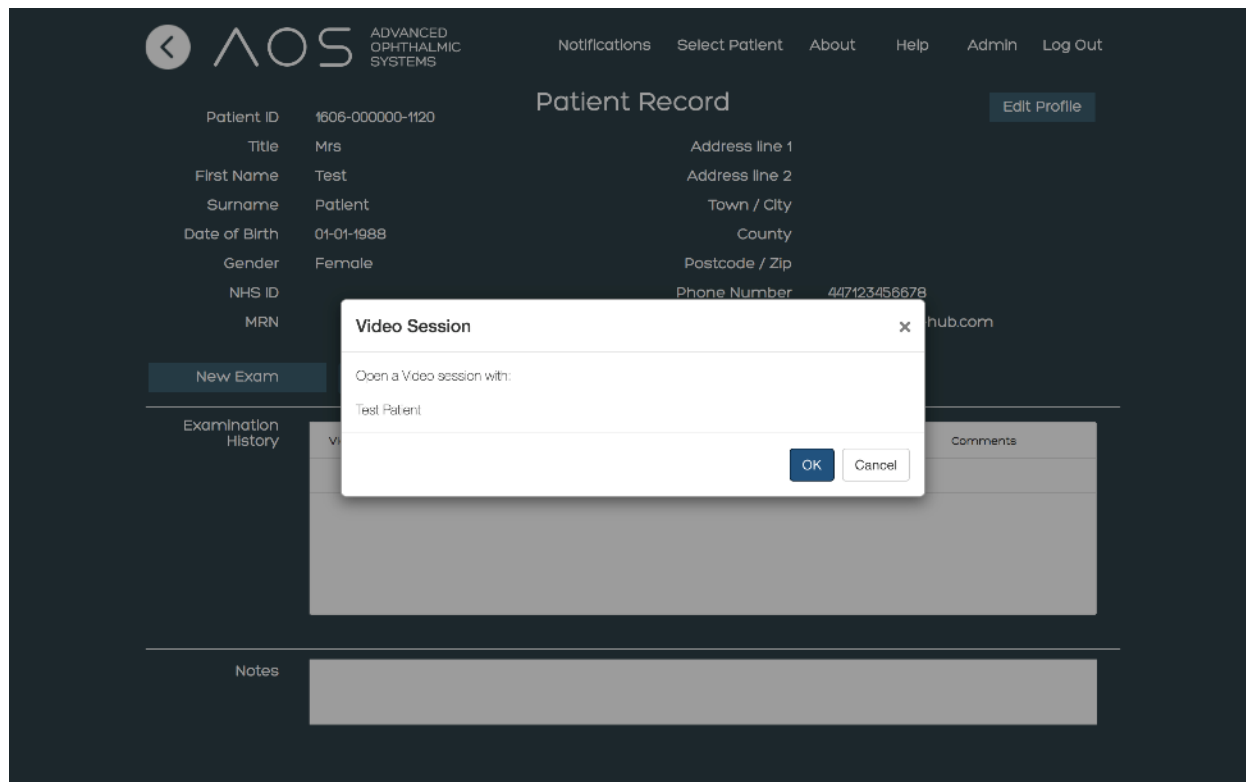 AOS ADVANCED
OPHTHALMIC
SYSTEMS
Notifications Select Patient About Help Admin Log Out
Patient Record
Edit Profile
Patient ID 1606-000000-1120
Title Mrs
Address line 1
First Name Test
Address line 2
Surname Patient
Town / City
Date of Birth 01-01-1988
County
Gender Female
Postcode / Zip
NHS ID
Phone Number 447123456678
MRN
hub.com
Video Session ×
Open a Video session with:
Test Patient
OK Cancel
New Exam
Examination
History
Comments
Notes